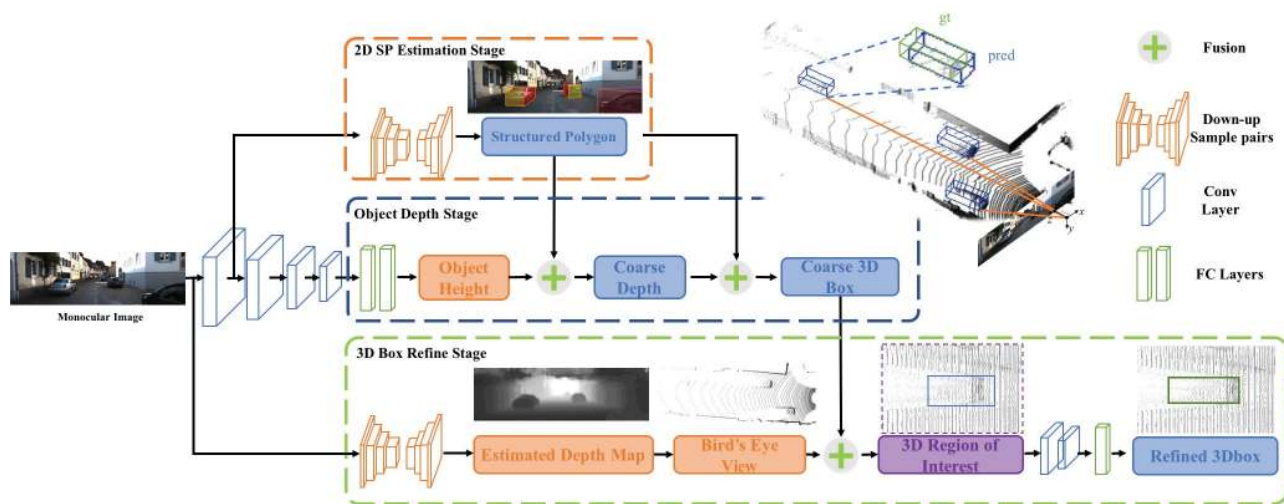 2D SP Estimation Stage
Structured Polygon
gt
pred
x
y
z
Fusion
Down-up
Sample pairs
Conv
Layer
FC Layers
Object Depth Stage
Monocular Image
Object
Height
Coarse
Depth
Coarse 3D
Box
3D Box Refine Stage
Estimated Depth Map
Bird's Eye
View
3D Region of
Interest
Refined 3Dbox